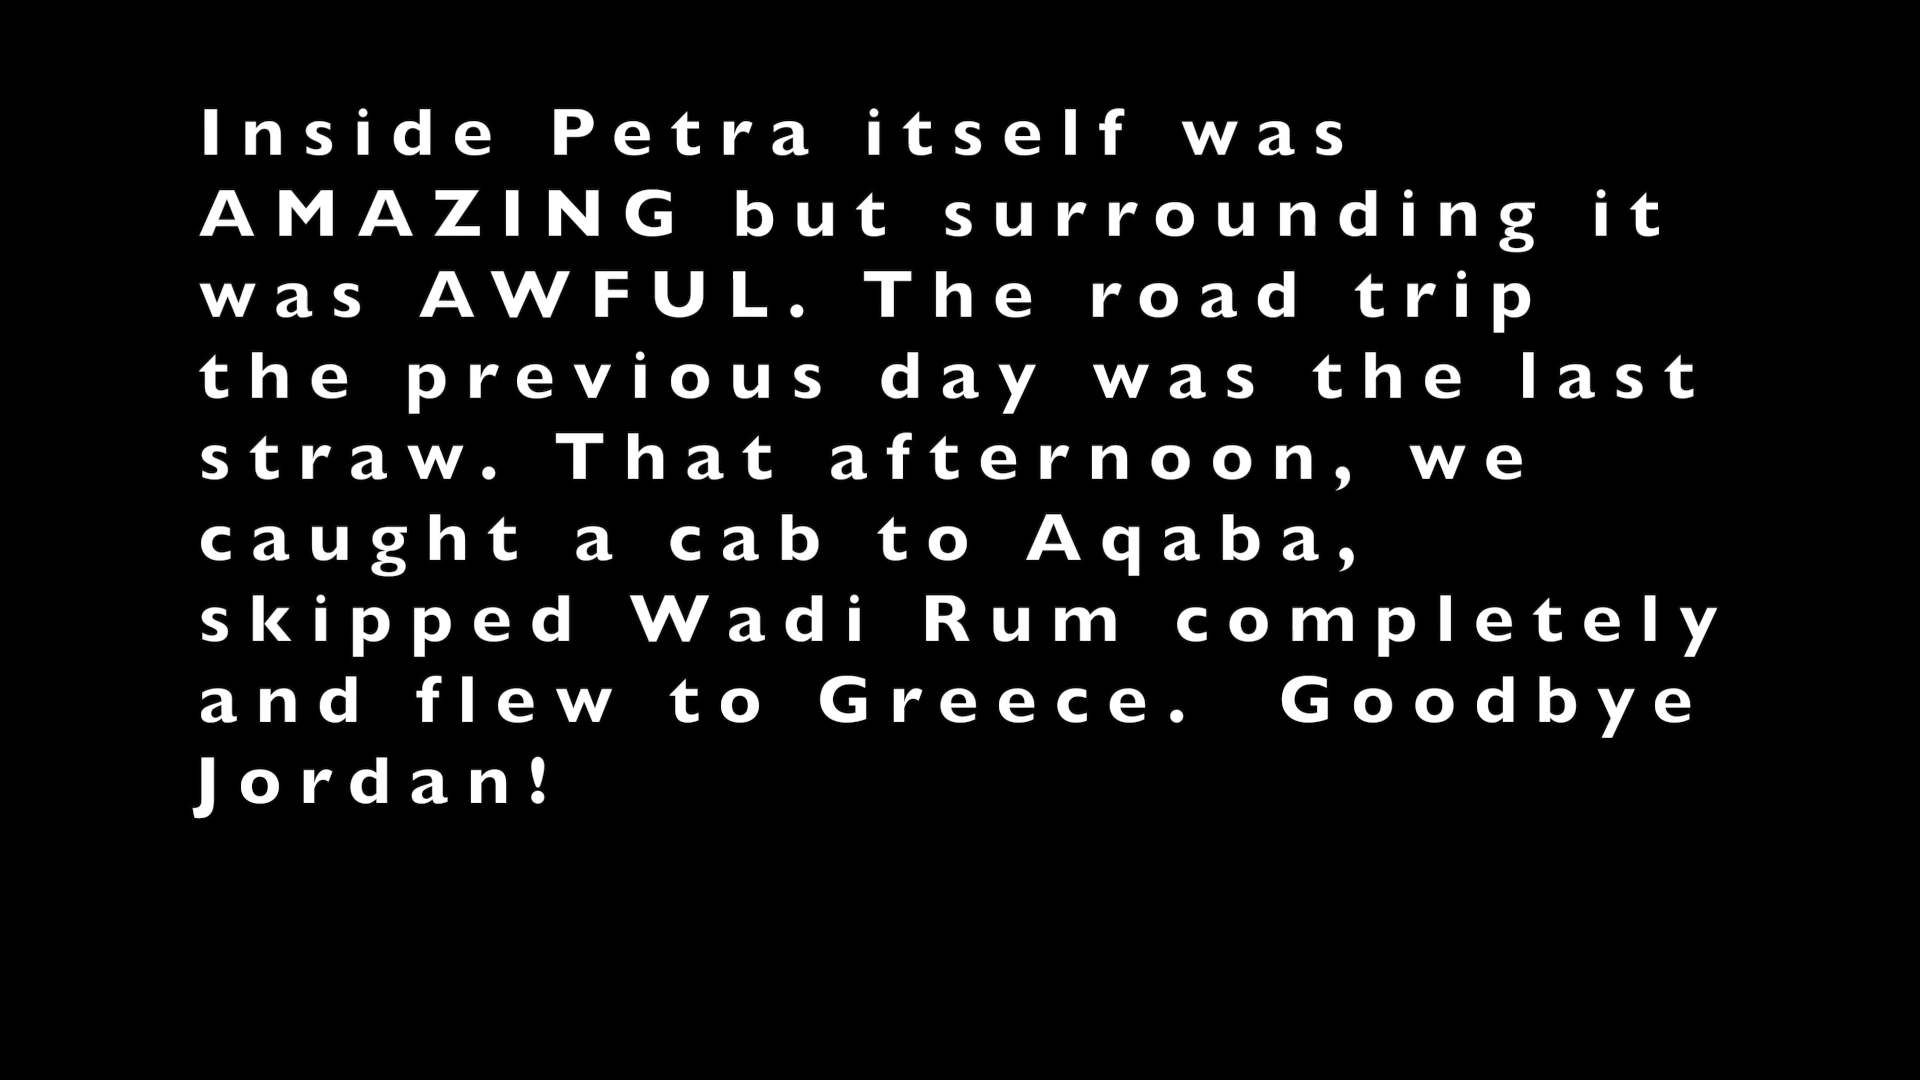 Inside Petra itself was
AMAZING but surrounding it
was AWFUL. The road trip
the previous day was the last
straw. That afternoon, we
caught a cab to Aqaba,
skipped Wadi Rum completely
and flew to Greece.  Goodbye
Jordan!